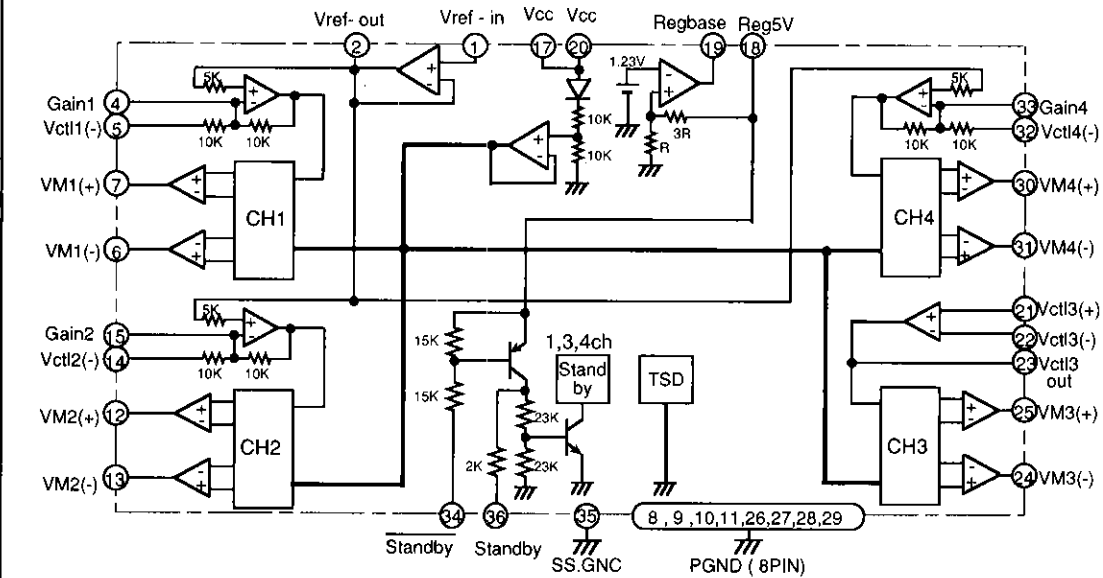 Vref- out
Vref - in
Vcc
Vcc
Regbase
Reg5V
2
1
17
20
19
18
1.23V
5K
5K
Gain1
4
33
Gain4
Vctl1(-)
5
10K
10K
10K
10K
3R
R
10K
10K
32
Vctl4(-)
VM1(+)
7
CH1
CH4
30
VM4(+)
VM1(-)
6
31
VM4(-)
5K
21
Vctl3(+)
Gain2
15
22
Vctl3(-)
Vctl2(-)
14
10K
10K
15K
1,3,4ch
Stand
by
TSD
23
Vctl3
out
15K
VM2(+)
12
CH2
23K
CH3
25
VM3(+)
VM2(-)
13
2K
23K
24
VM3(-)
34
36
35
8 , 9 ,10,11,26,27,28,29
Standby
Standby
SS.GNC
PGND ( 8PIN)